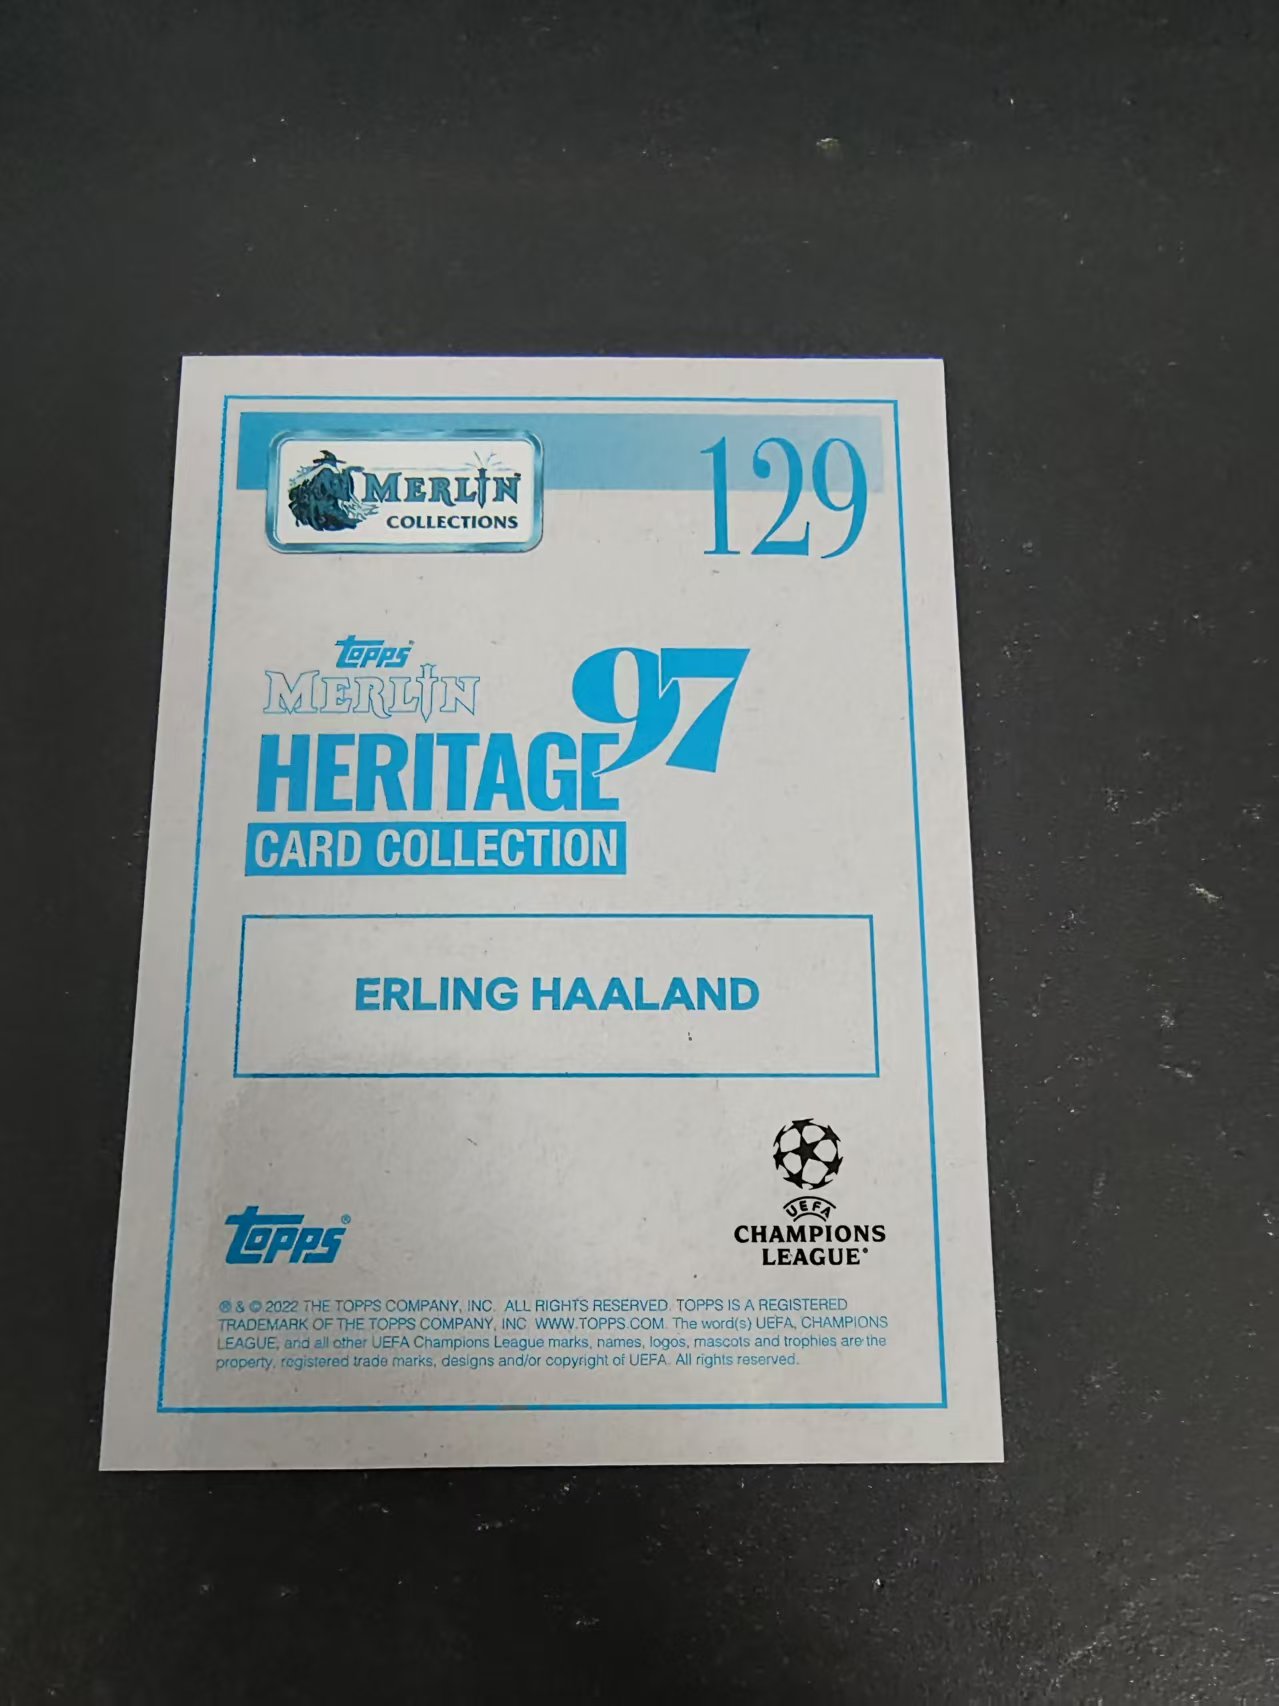 MERLIN
COLLECTIONS
129
Topps
MERLIN
97
HERITAGE
CARD COLLECTION
ERLING HAALAND
UEFA
CHAMPIONS
LEAGUE®
Topps®
® & © 2022 THE TOPPS COMPANY, INC. ALL RIGHTS RESERVED. TOPPS IS A REGISTERED
TRADEMARK OF THE TOPPS COMPANY, INC. WWW.TOPPS.COM. The word(s) UEFA, CHAMPIONS
LEAGUE, and all other UEFA Champions League marks, names, logos, mascots and trophies are the
property, registered trade marks, designs and/or copyright of UEFA. All rights reserved.